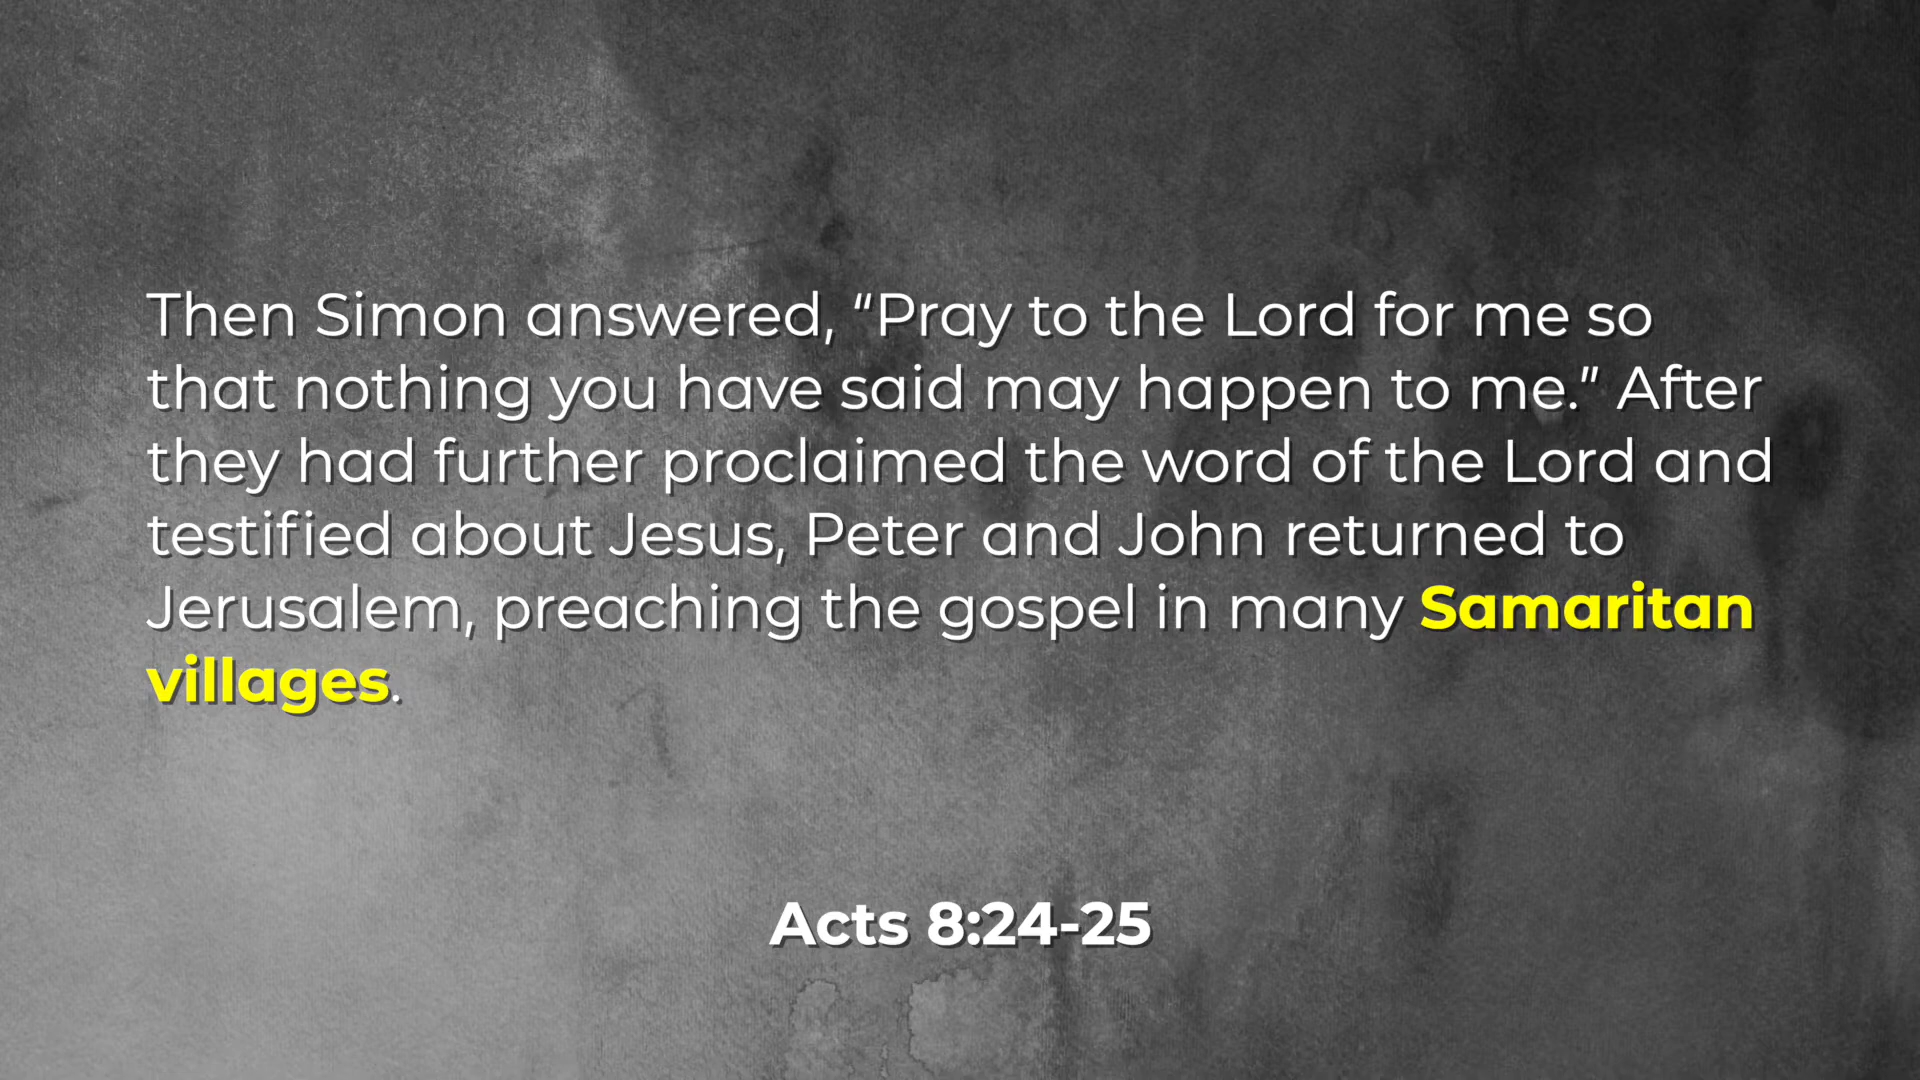 Then Simon answered, “Pray to the Lord for me so
that nothing you have said may happen to me.” After
they had further proclaimed the word of the Lord and
testified about Jesus, Peter and John returned to
Jerusalem, preaching the gospel in many Samaritan
villages.
Acts 8:24-25